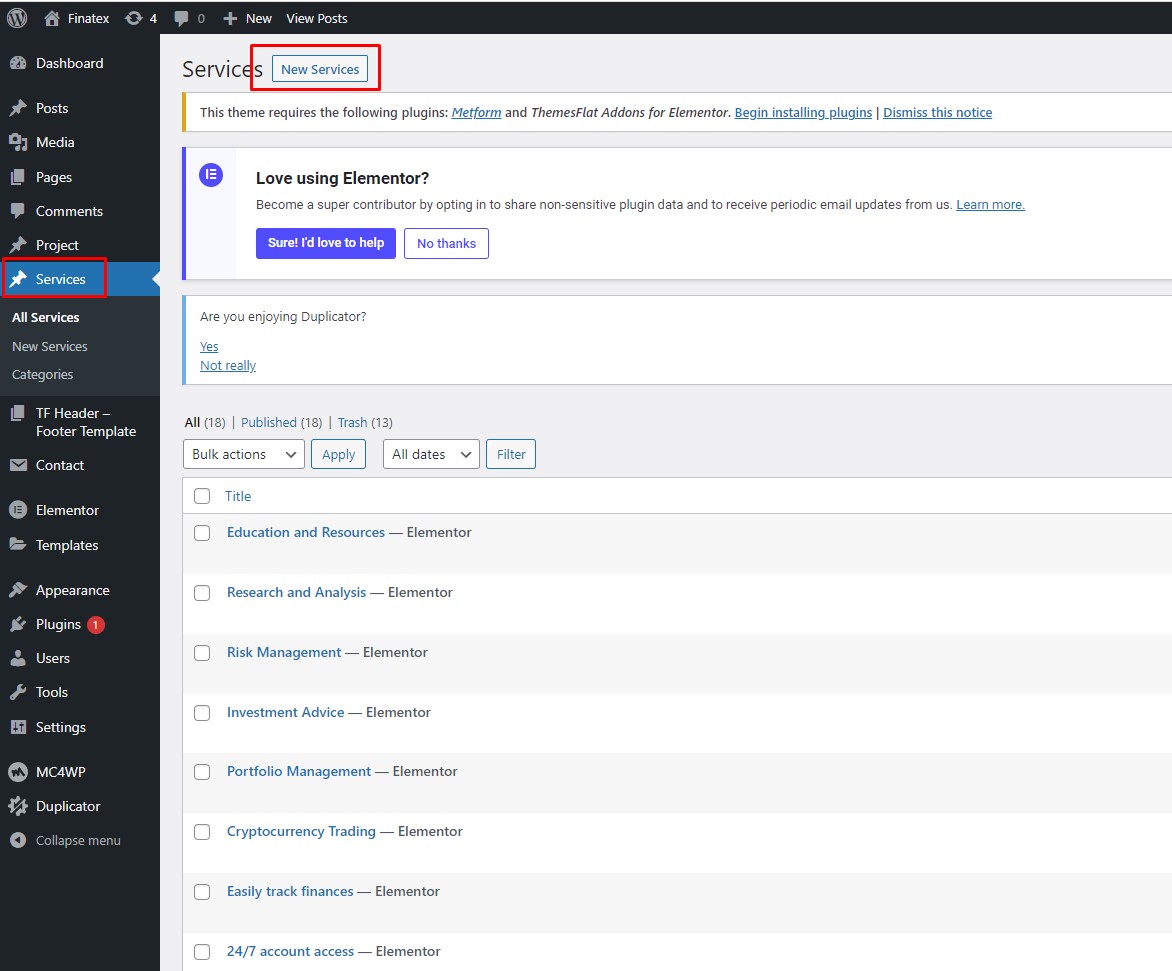 Finatex 4 0 New View Posts
Dashboard
Posts
Media
Pages
Comments
Project
Services
All Services
New Services
Categories
TF Header –
Footer Template
Contact
Elementor
Templates
Appearance
Plugins 1
Users
Tools
Settings
MC4WP
Duplicator
Collapse menu
Services New Services
This theme requires the following plugins: Metform and ThemesFlat Addons for Elementor. Begin installing plugins | Dismiss this notice
Love using Elementor?
Become a super contributor by opting in to share non-sensitive plugin data and to receive periodic email updates from us. Learn more.
Sure! I'd love to help No thanks
Are you enjoying Duplicator?
Yes
Not really
All (18) | Published (18) | Trash (13)
Bulk actions Apply All dates Filter
Title
Education and Resources — Elementor
Research and Analysis — Elementor
Risk Management — Elementor
Investment Advice — Elementor
Portfolio Management — Elementor
Cryptocurrency Trading — Elementor
Easily track finances — Elementor
24/7 account access — Elementor